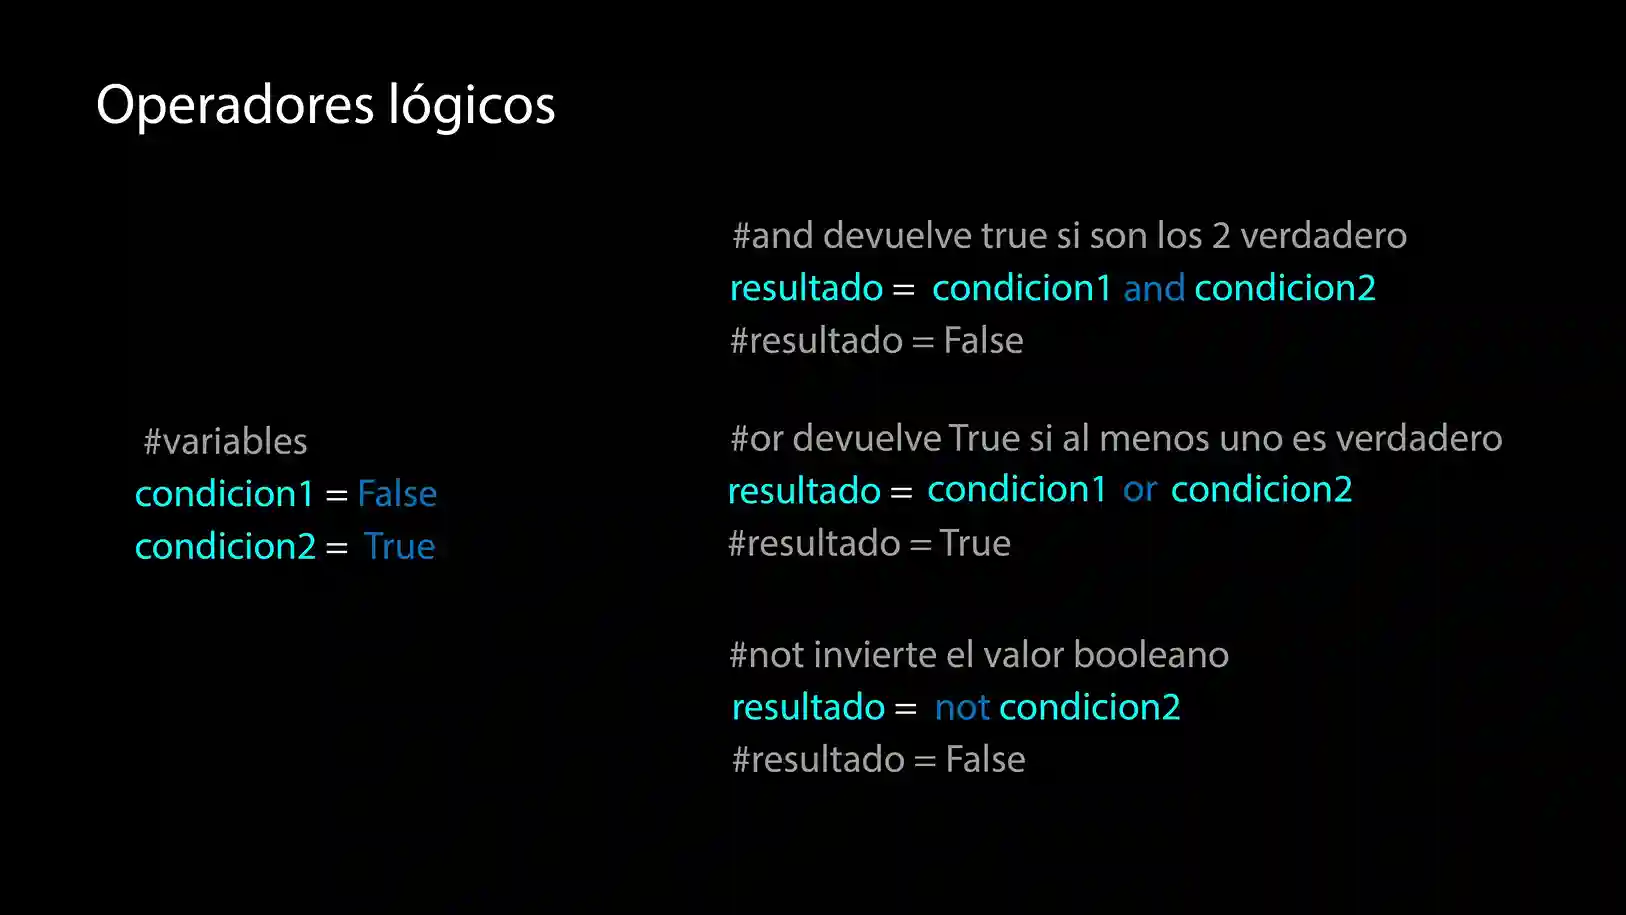 Operadores lógicos
#variables
condicion1 = False
condicion2 = True
#and devuelve true si son los 2 verdadero
resultado = condicion1 and condicion2
#resultado = False
#or devuelve True si al menos uno es verdadero
resultado = condicion1 or condicion2
#resultado = True
#not invierte el valor booleano
resultado = not condicion2
#resultado = False